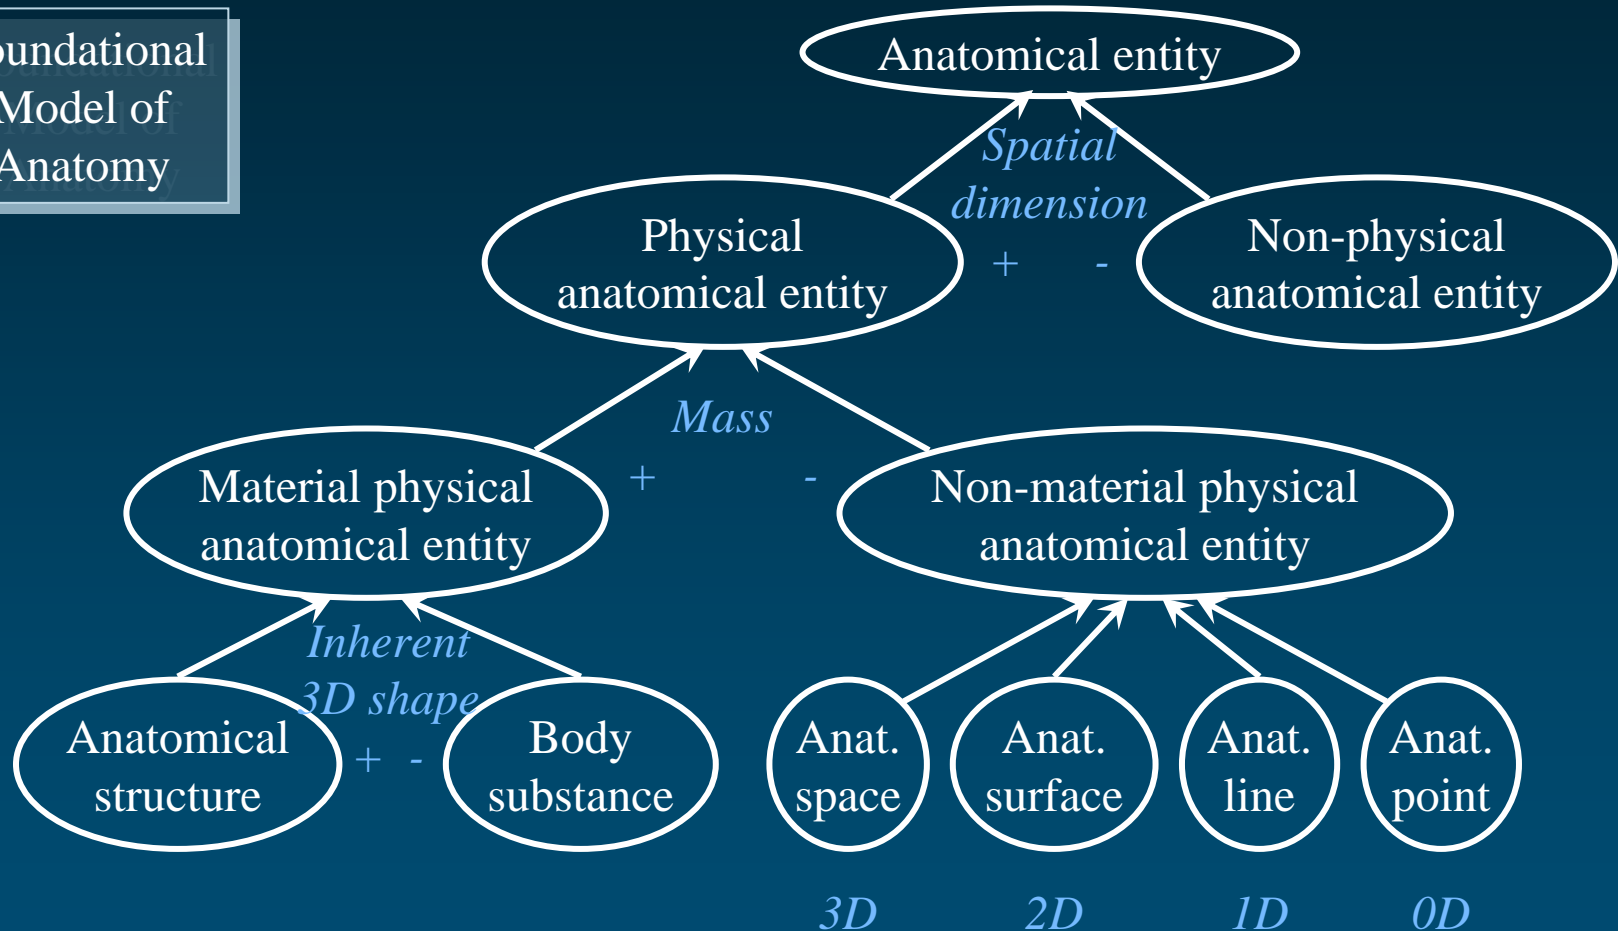 oundational
Model of
Anatomy
Anatomical entity
Spatial
dimension
+ -
Physical
anatomical entity
Non-physical
anatomical entity
Mass
+ -
Material physical
anatomical entity
Non-material physical
anatomical entity
Inherent
3D shape
+ -
Anatomical
structure
Body
substance
Anat.
space
Anat.
surface
Anat.
line
Anat.
point
3D 2D 1D 0D